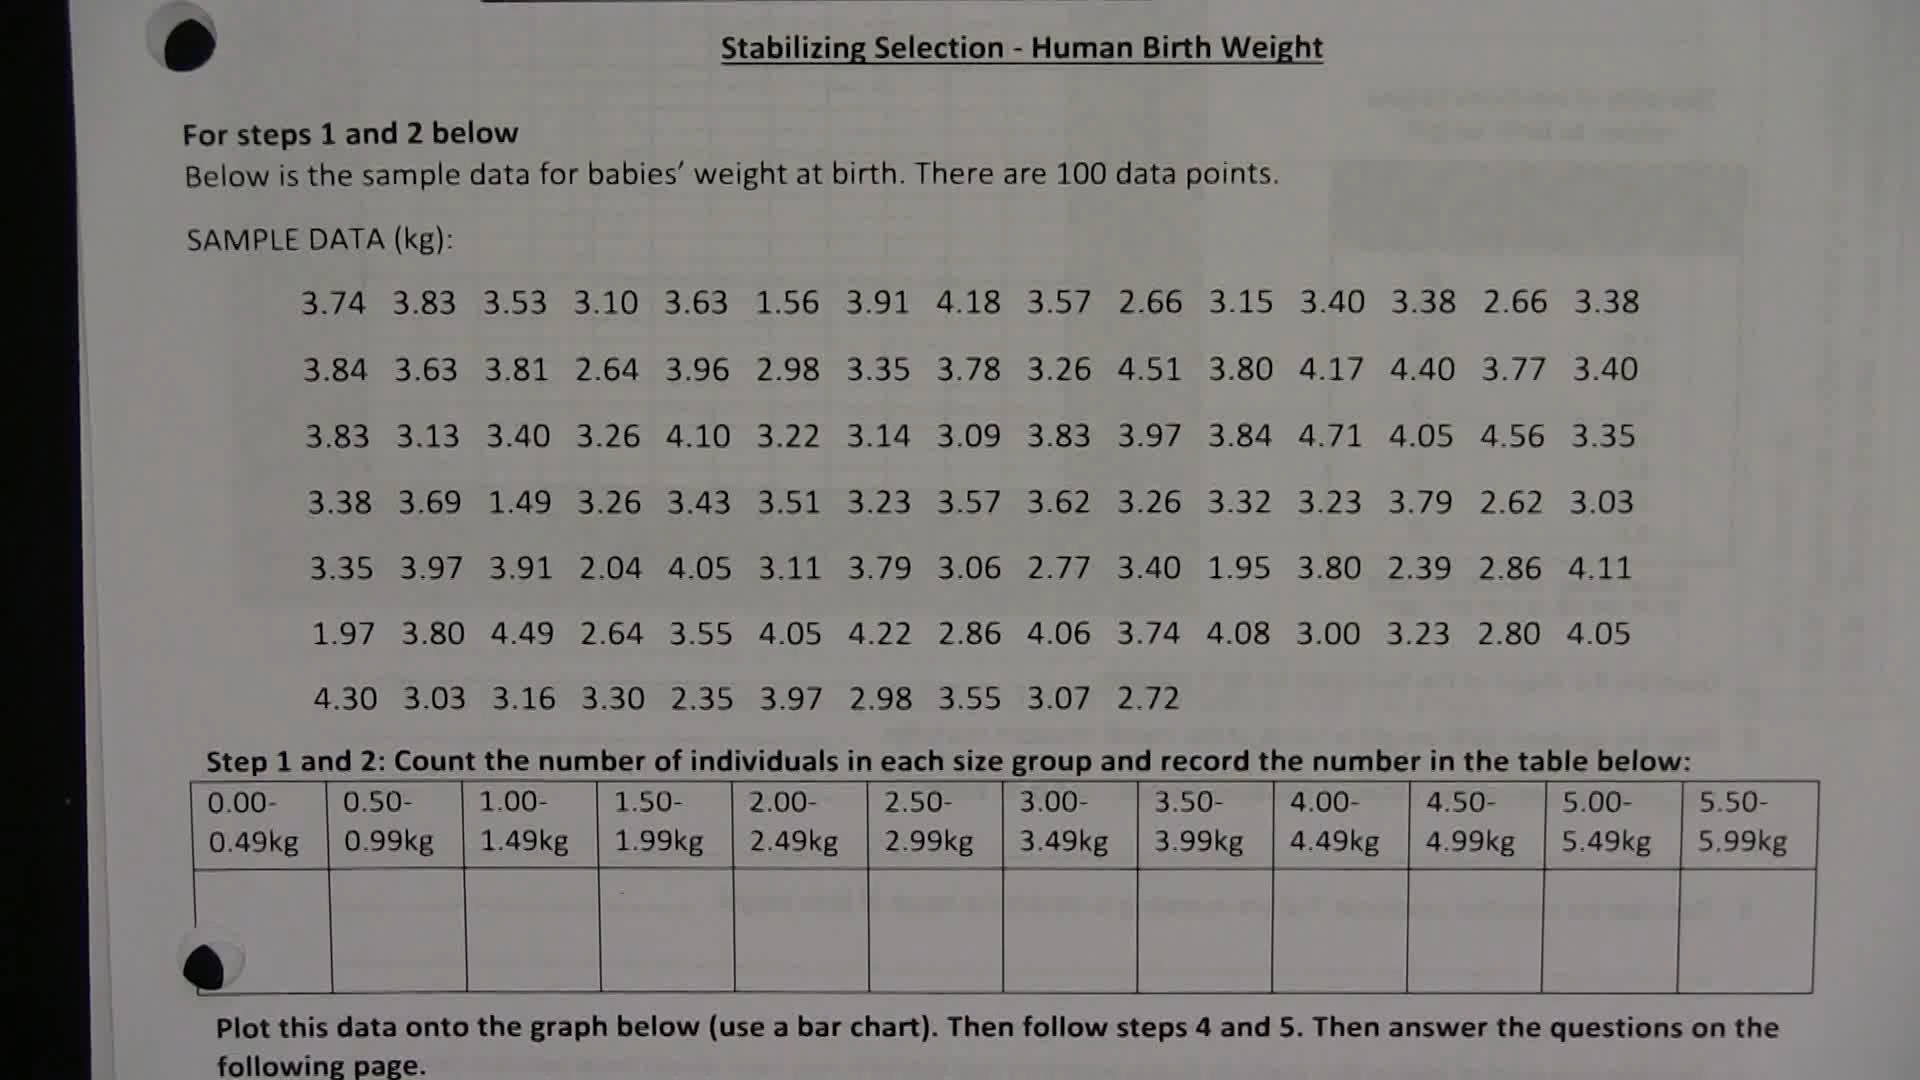 Stabilizing Selection - Human Birth Weight
For steps 1 and 2 below
Below is the sample data for babies’ weight at birth. There are 100 data points.
SAMPLE DATA (kg):
3.74 3.83 3.53 3.10 3.63 1.56 3.91 4.18 3.57 2.66 3.15 3.40 3.38 2.66 3.38
3.84 3.63 3.81 2.64 3.96 2.98 3.35 3.78 3.26 4.51 3.80 4.17 4.40 3.77 3.40
3.83 3.13 3.40 3.26 4.10 3.22 3.14 3.09 3.83 3.97 3.84 4.71 4.05 4.56 3.35
3.38 3.69 1.49 3.26 3.43 3.51 3.23 3.57 3.62 3.26 3.32 3.23 3.79 2.62 3.03
3.35 3.97 3.91 2.04 4.05 3.11 3.79 3.06 2.77 3.40 1.95 3.80 2.39 2.86 4.11
1.97 3.80 4.49 2.64 3.55 4.05 4.22 2.86 4.06 3.74 4.08 3.00 3.23 2.80 4.05
4.30 3.03 3.16 3.30 2.35 3.97 2.98 3.55 3.07 2.72
Step 1 and 2: Count the number of individuals in each size group and record the number in the table below:
0.00- 0.50- 1.00- 1.50- 2.00- 2.50- 3.00- 3.50- 4.00- 4.50- 5.00- 5.50-
0.49kg 0.99kg 1.49kg 1.99kg 2.49kg 2.99kg 3.49kg 3.99kg 4.49kg 4.99kg 5.49kg 5.99kg
Plot this data onto the graph below (use a bar chart). Then follow steps 4 and 5. Then answer the questions on the
following page.